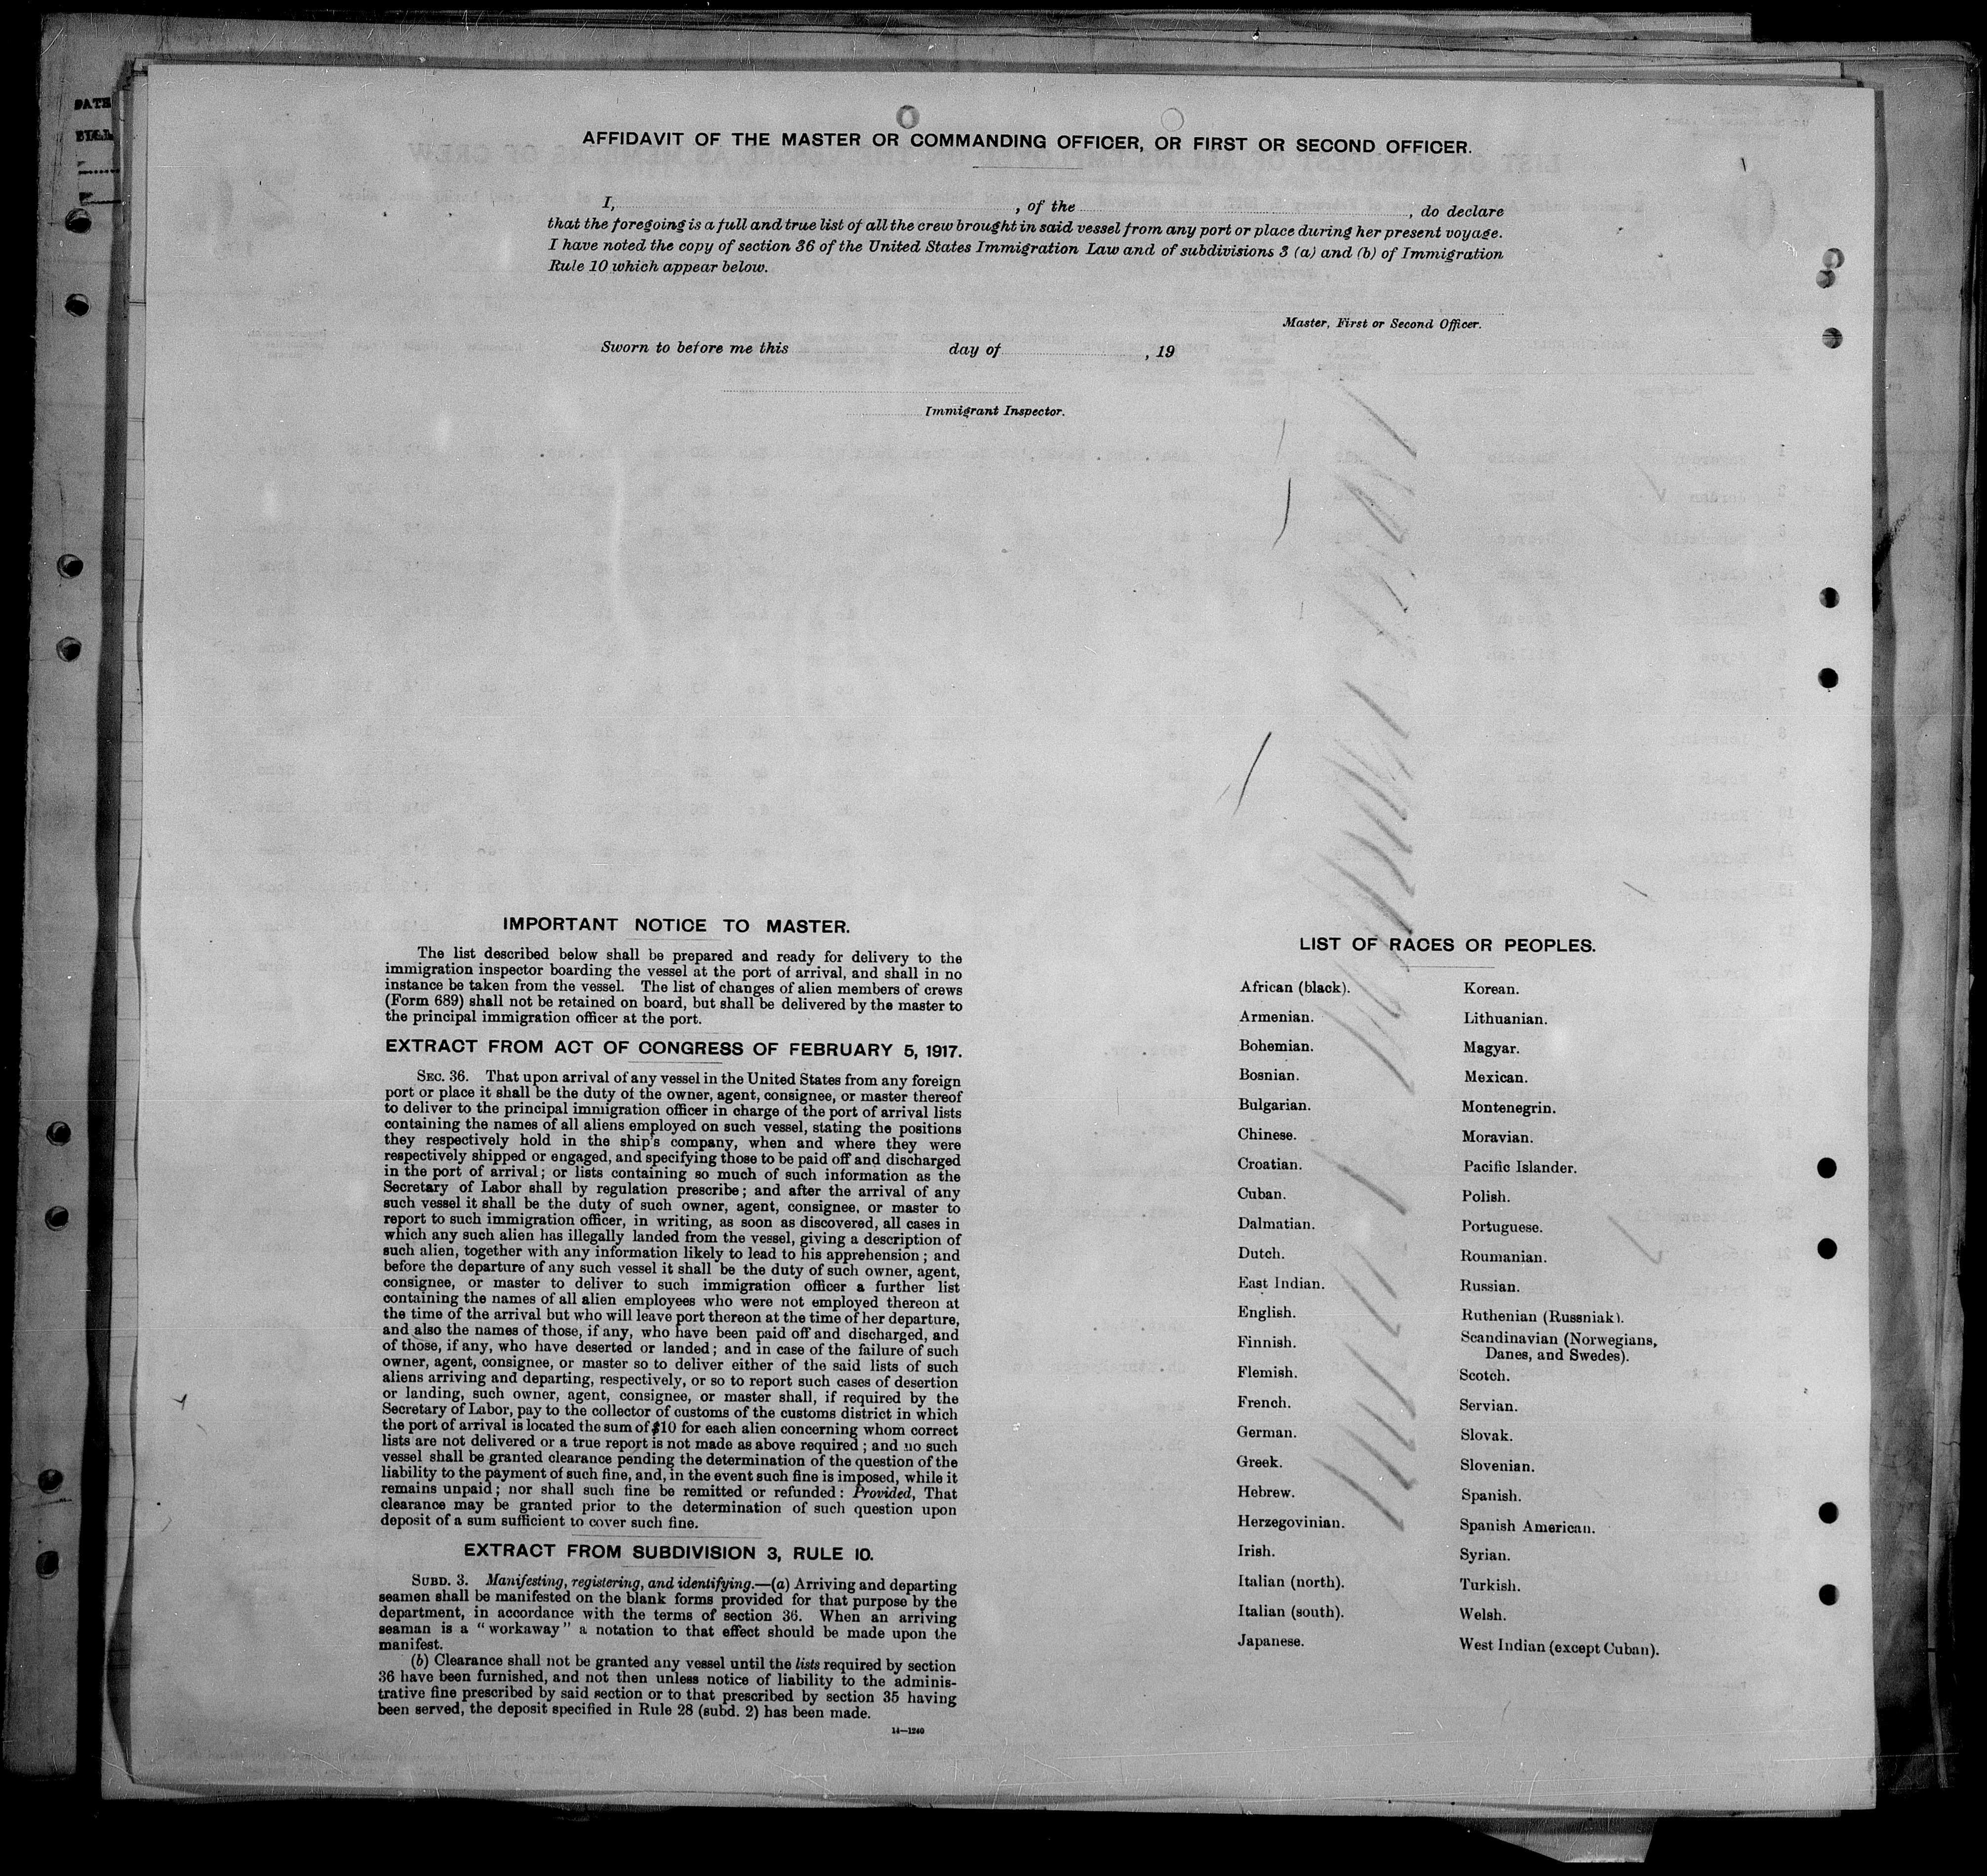 DATE
BILL
AFFIDAVIT OF THE MASTER OR COMMANDING OFFICER, OR FIRST OR SECOND OFFICER.
I, , of the , do declare
that the foregoing is a full and true list of all the crew brought in said vessel from any port or place during her present voyage.
I have noted the copy of section 36 of the United States Immigration Law and of subdivisions 3 (a) and (b) of Immigration
Rule 10 which appear below.
Master, First or Second Officer.
Sworn to before me this day of , 19
Immigrant Inspector.
IMPORTANT NOTICE TO MASTER.
The list described below shall be prepared and ready for delivery to the
immigration inspector boarding the vessel at the port of arrival, and shall in no
instance be taken from the vessel. The list of changes of alien members of crews
(Form 689) shall not be retained on board, but shall be delivered by the master to
the principal immigration officer at the port.
EXTRACT FROM ACT OF CONGRESS OF FEBRUARY 5, 1917.
SEC. 36. That upon arrival of any vessel in the United States from any foreign
port or place it shall be the duty of the owner, agent, consignee, or master thereof
to deliver to the principal immigration officer in charge of the port of arrival lists
containing the names of all aliens employed on such vessel, stating the positions
they respectively hold in the ship's company, when and where they were
respectively shipped or engaged, and specifying those to be paid off and discharged
in the port of arrival; or lists containing so much of such information as the
Secretary of Labor shall by regulation prescribe; and after the arrival of any
such vessel it shall be the duty of such owner, agent, consignee, or master to
report to such immigration officer, in writing, as soon as discovered, all cases in
which any such alien has illegally landed from the vessel, giving a description of
such alien, together with any information likely to lead to his apprehension; and
before the departure of any such vessel it shall be the duty of such owner, agent,
consignee, or master to deliver to such immigration officer a further list
containing the names of all alien employees who were not employed thereon at
the time of the arrival but who will leave port thereon at the time of her departure,
and also the names of those, if any, who have been paid off and discharged, and
of those, if any, who have deserted or landed; and in case of the failure of such
owner, agent, consignee, or master so to deliver either of the said lists of such
aliens arriving and departing, respectively, or so to report such cases of desertion
or landing, such owner, agent, consignee, or master shall, if required by the
Secretary of Labor, pay to the collector of customs of the customs district in which
the port of arrival is located the sum of $10 for each alien concerning whom correct
lists are not delivered or a true report is not made as above required; and no such
vessel shall be granted clearance pending the determination of the question of the
liability to the payment of such fine, and, in the event such fine is imposed, while it
remains unpaid; nor shall such fine be remitted or refunded: Provided, That
clearance may be granted prior to the determination of such question upon
deposit of a sum sufficient to cover such fine.
EXTRACT FROM SUBDIVISION 3, RULE 10.
SUBD. 3. Manifesting, registering, and identifying.—(a) Arriving and departing
seamen shall be manifested on the blank forms provided for that purpose by the
department, in accordance with the terms of section 36. When an arriving
seaman is a "workaway" a notation to that effect should be made upon the
manifest.
(b) Clearance shall not be granted any vessel until the lists required by section
36 have been furnished, and not then unless notice of liability to the adminis-
trative fine prescribed by said section or to that prescribed by section 35 having
been served, the deposit specified in Rule 28 (subd. 2) has been made.
14—1240
LIST OF RACES OR PEOPLES.
African (black).
Armenian.
Bohemian.
Bosnian.
Bulgarian.
Chinese.
Croatian.
Cuban.
Dalmatian.
Dutch.
East Indian.
English.
Finnish.
Flemish.
French.
German.
Greek.
Hebrew.
Herzegovinian.
Irish.
Italian (north).
Italian (south).
Japanese.
Korean.
Lithuanian.
Magyar.
Mexican.
Montenegrin.
Moravian.
Pacific Islander.
Polish.
Portuguese.
Roumanian.
Russian.
Ruthenian (Russniak).
Scandinavian (Norwegians,
Danes, and Swedes).
Scotch.
Servian.
Slovak.
Slovenian.
Spanish.
Spanish American.
Syrian.
Turkish.
Welsh.
West Indian (except Cuban).